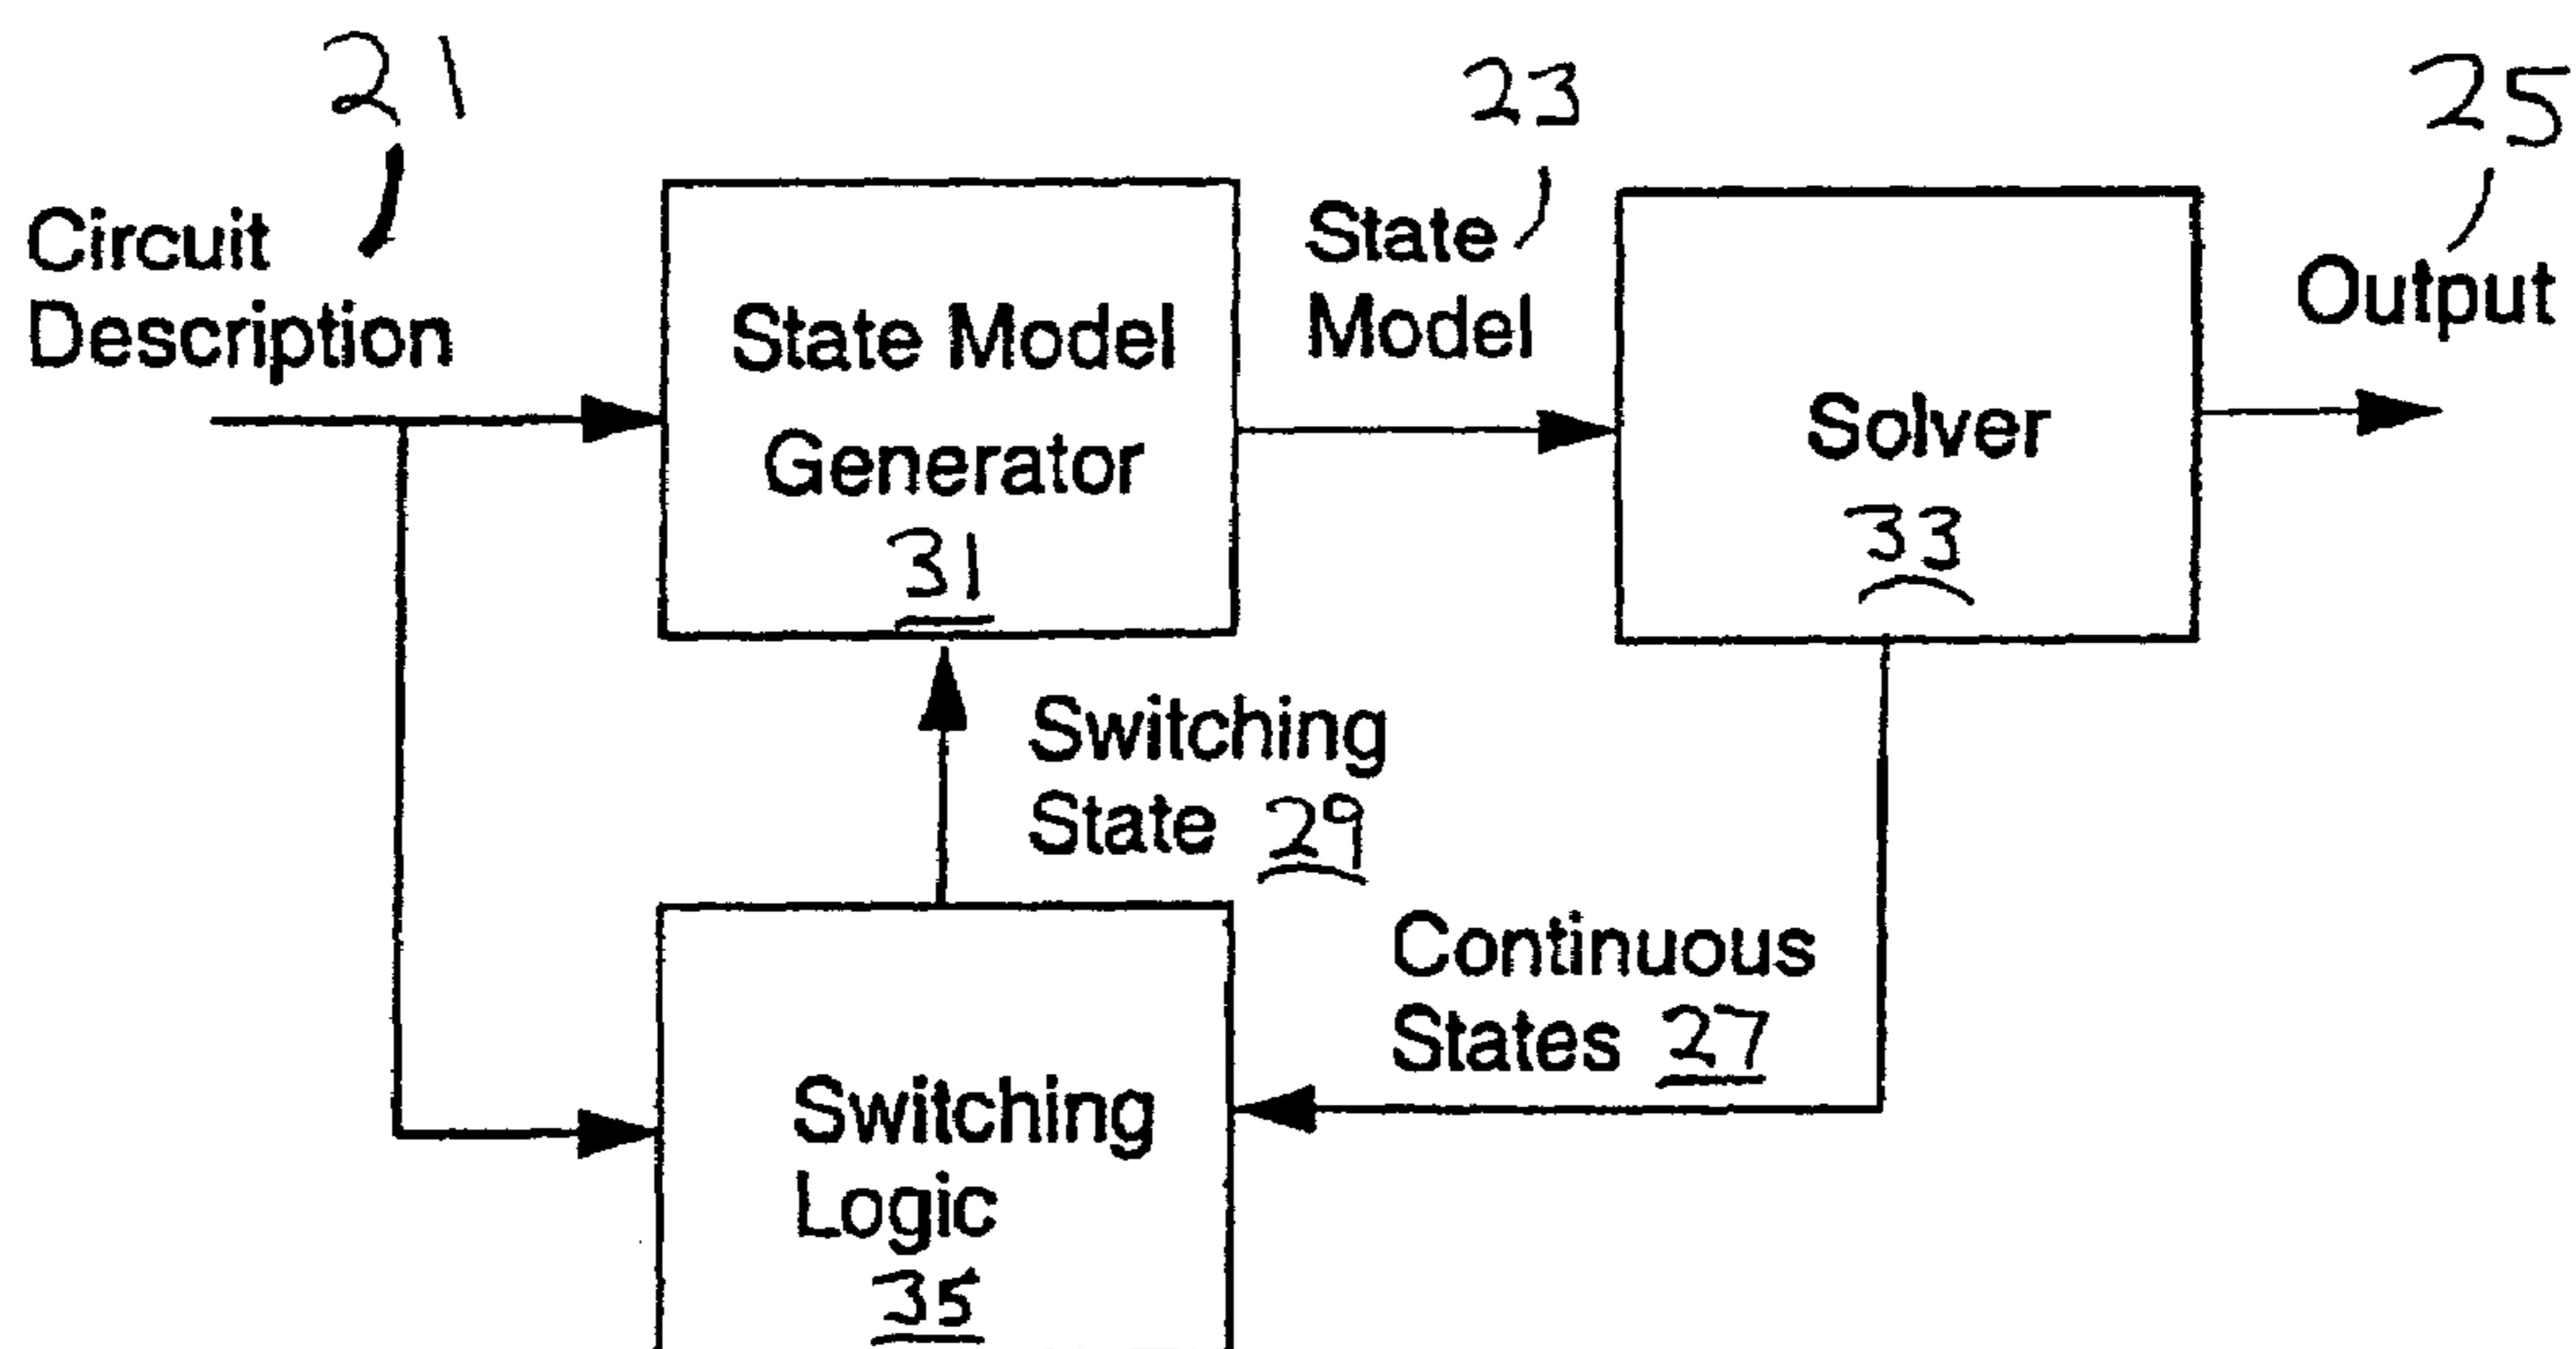 21
23
25
Circuit
Description
State Model
Generator
31
State
Model
Solver
33
Output
Switching
State 29
Continuous
States 27
Switching
Logic
35